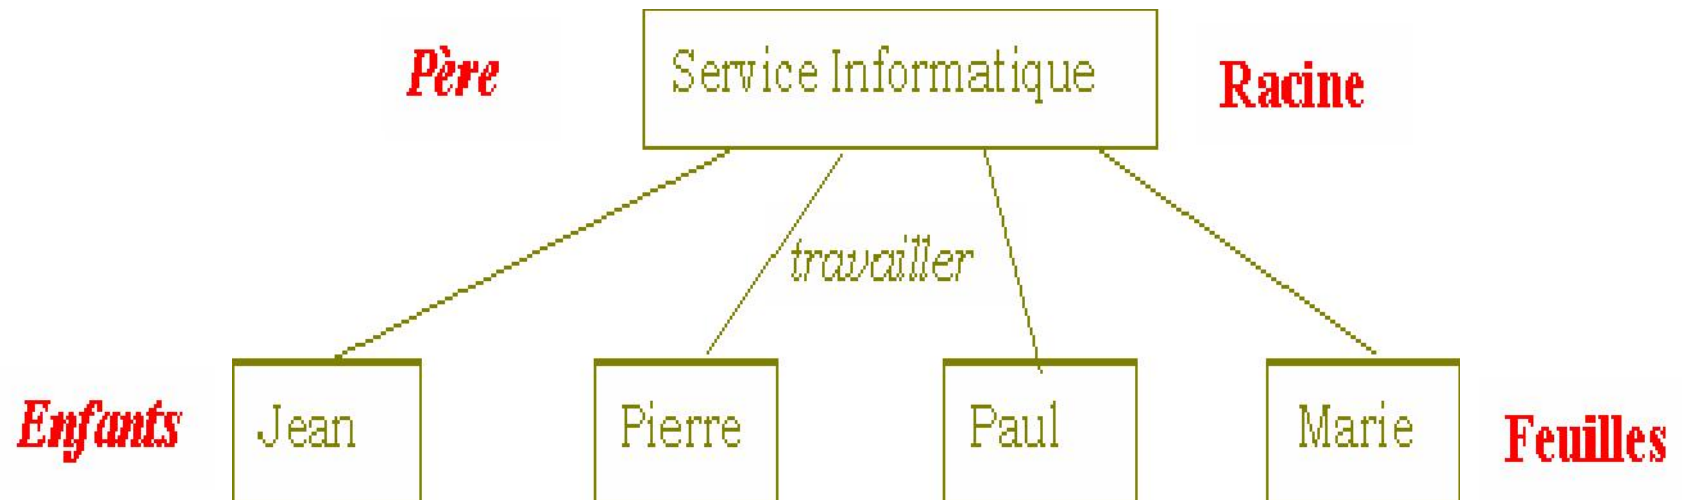 Père
Service Informatique
Racine
travailler
Enfants
Jean
Pierre
Paul
Marie
Feuilles